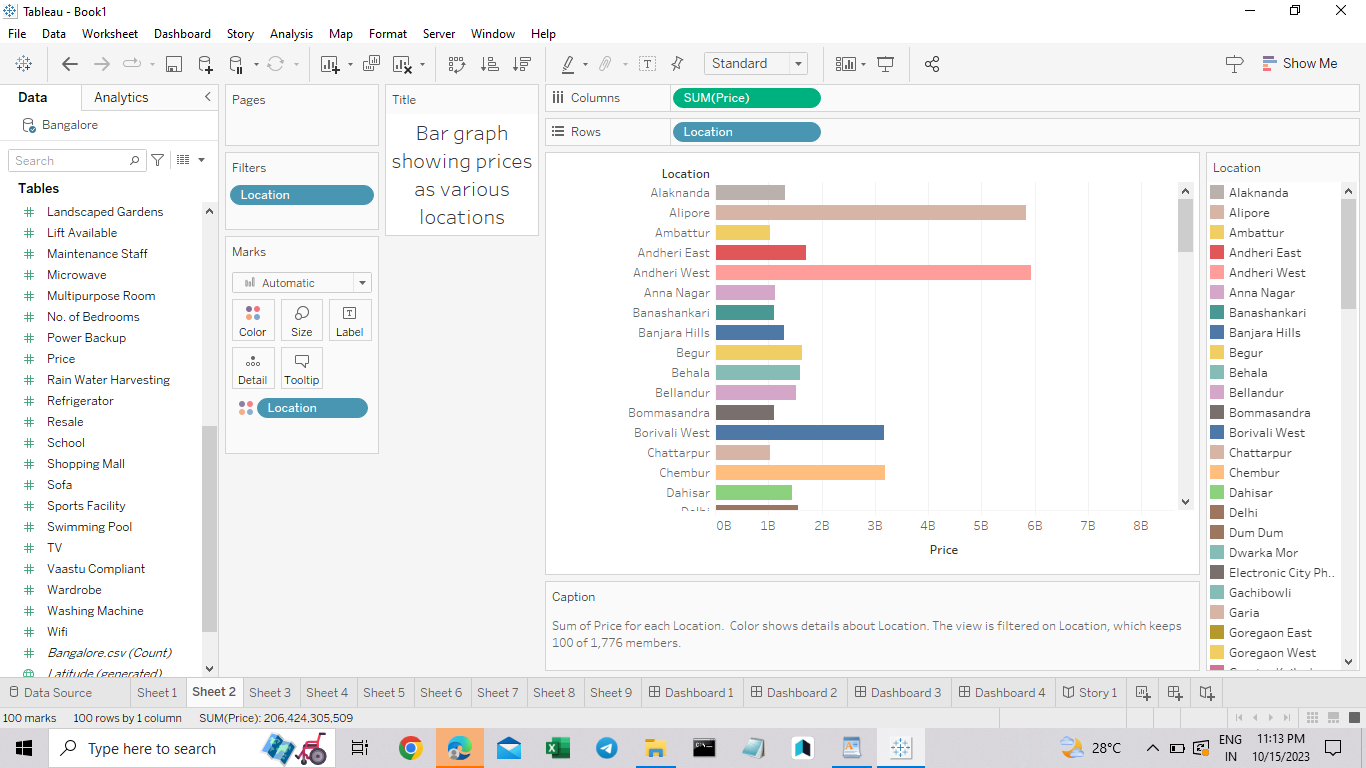 Tableau - Book1
File Data Worksheet Dashboard Story Analysis Map Format Server Window Help
Standard
Show Me
Data Analytics
Bangalore
Search
Tables
Landscaped Gardens
Lift Available
Maintenance Staff
Microwave
Multipurpose Room
No. of Bedrooms
Power Backup
Price
Rain Water Harvesting
Refrigerator
Resale
School
Shopping Mall
Sofa
Sports Facility
Swimming Pool
TV
Vaastu Compliant
Wardrobe
Washing Machine
Wifi
Bangalore.csv (Count)
Latitude (generated)
Pages
Filters
Location
Marks
Automatic
Color Size Label
Detail Tooltip
Location
Title
Bar graph
showing prices
as various
locations
Columns SUM(Price)
Rows Location
Location
Alaknanda
Alipore
Ambattur
Andheri East
Andheri West
Anna Nagar
Banashankari
Banjara Hills
Begur
Behala
Bellandur
Bommasandra
Borivali West
Chattarpur
Chembur
Dahisar
Delhi
0B 1B 2B 3B 4B 5B 6B 7B 8B
Price
Caption
Sum of Price for each Location. Color shows details about Location. The view is filtered on Location, which keeps
100 of 1,776 members.
Location
Alaknanda
Alipore
Ambattur
Andheri East
Andheri West
Anna Nagar
Banashankari
Banjara Hills
Begur
Behala
Bellandur
Bommasandra
Borivali West
Chattarpur
Chembur
Dahisar
Delhi
Dum Dum
Dwarka Mor
Electronic City Ph..
Gachibowli
Garia
Goregaon East
Goregaon West
Data Source Sheet 1 Sheet 2 Sheet 3 Sheet 4 Sheet 5 Sheet 6 Sheet 7 Sheet 8 Sheet 9 Dashboard 1 Dashboard 2 Dashboard 3 Dashboard 4 Story 1
100 marks 100 rows by 1 column SUM(Price): 206.424.305.509
Type here to search
28°C
ENG
IN
11:13 PM
10/15/2023